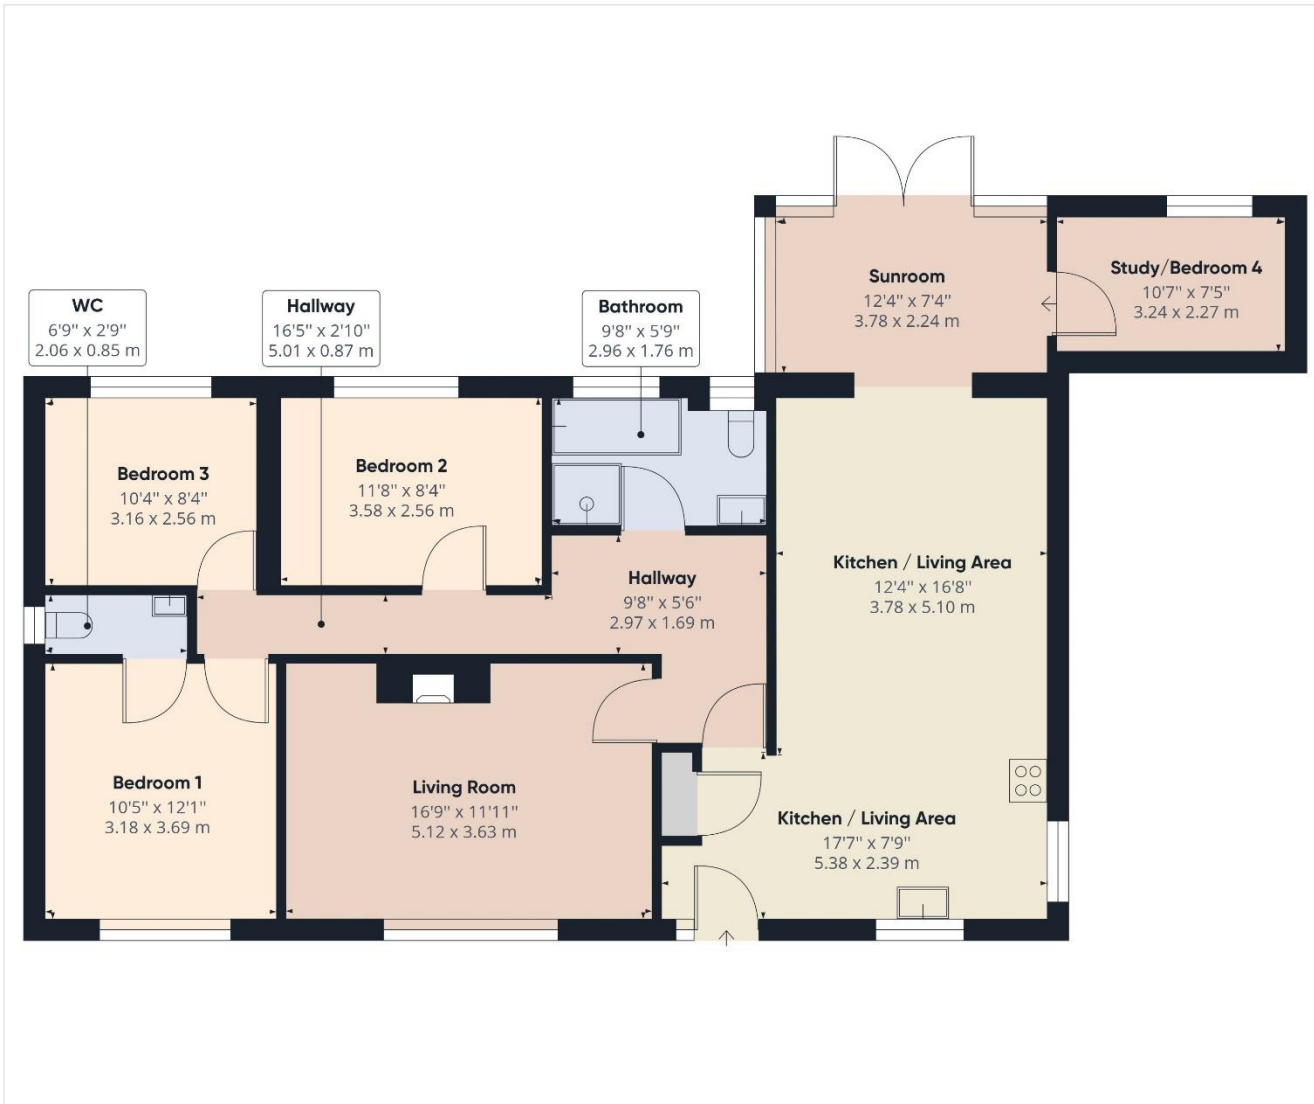 Sunroom
12'4" x 7'4"
3.78 x 2.24 m
Study/Bedroom 4
10'7" x 7'5"
3.24 x 2.27 m
WC
6'9" x 2'9"
2.06 x 0.85 m
Hallway
16'5" x 2'10"
5.01 x 0.87 m
Bathroom
9'8" x 5'9"
2.96 x 1.76 m
Bedroom 3
10'4" x 8'4"
3.16 x 2.56 m
Bedroom 2
11'8" x 8'4"
3.58 x 2.56 m
Hallway
9'8" x 5'6"
2.97 x 1.69 m
Kitchen / Living Area
12'4" x 16'8"
3.78 x 5.10 m
Bedroom 1
10'5" x 12'1"
3.18 x 3.69 m
Living Room
16'9" x 11'11"
5.12 x 3.63 m
Kitchen / Living Area
17'7" x 7'9"
5.38 x 2.39 m